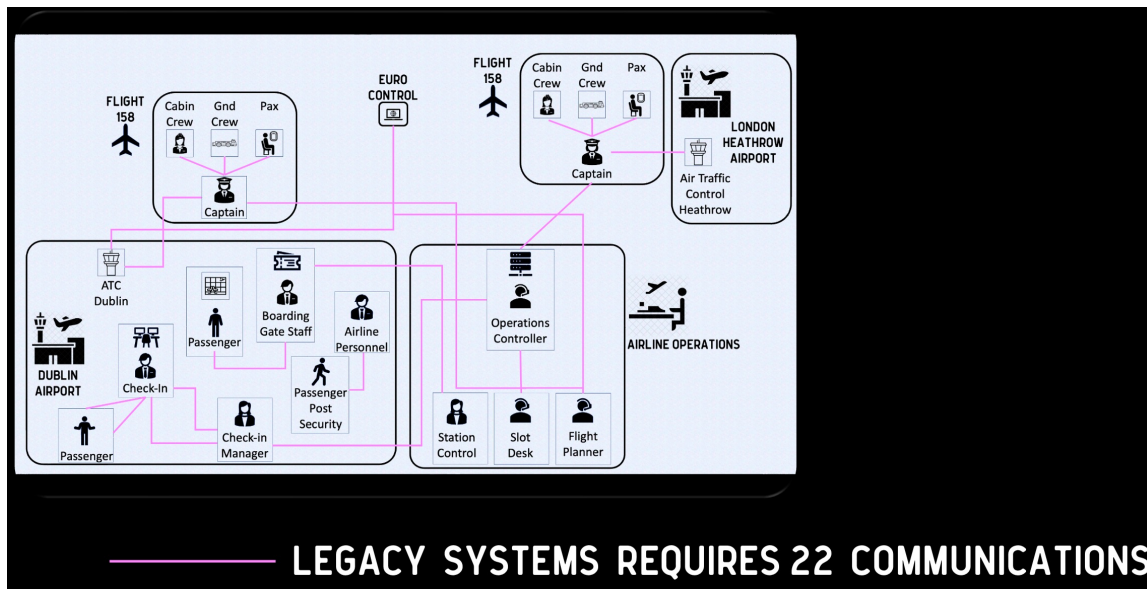 FLIGHT
158
Cabin
Crew
Gnd
Crew
Pax
Captain
EURO
CONTROL
FLIGHT
158
Cabin
Crew
Gnd
Crew
Pax
Captain
LONDON
HEATHROW
AIRPORT
Air Traffic
Control
Heathrow
ATC
Dublin
DUBLIN
AIRPORT
Check-In
Passenger
Passenger
Boarding
Gate Staff
Airline
Personnel
Passenger
Post
Security
Check-in
Manager
Operations
Controller
AIRLINE OPERATIONS
Station
Control
Slot
Desk
Flight
Planner
LEGACY SYSTEMS REQUIRES 22 COMMUNICATIONS